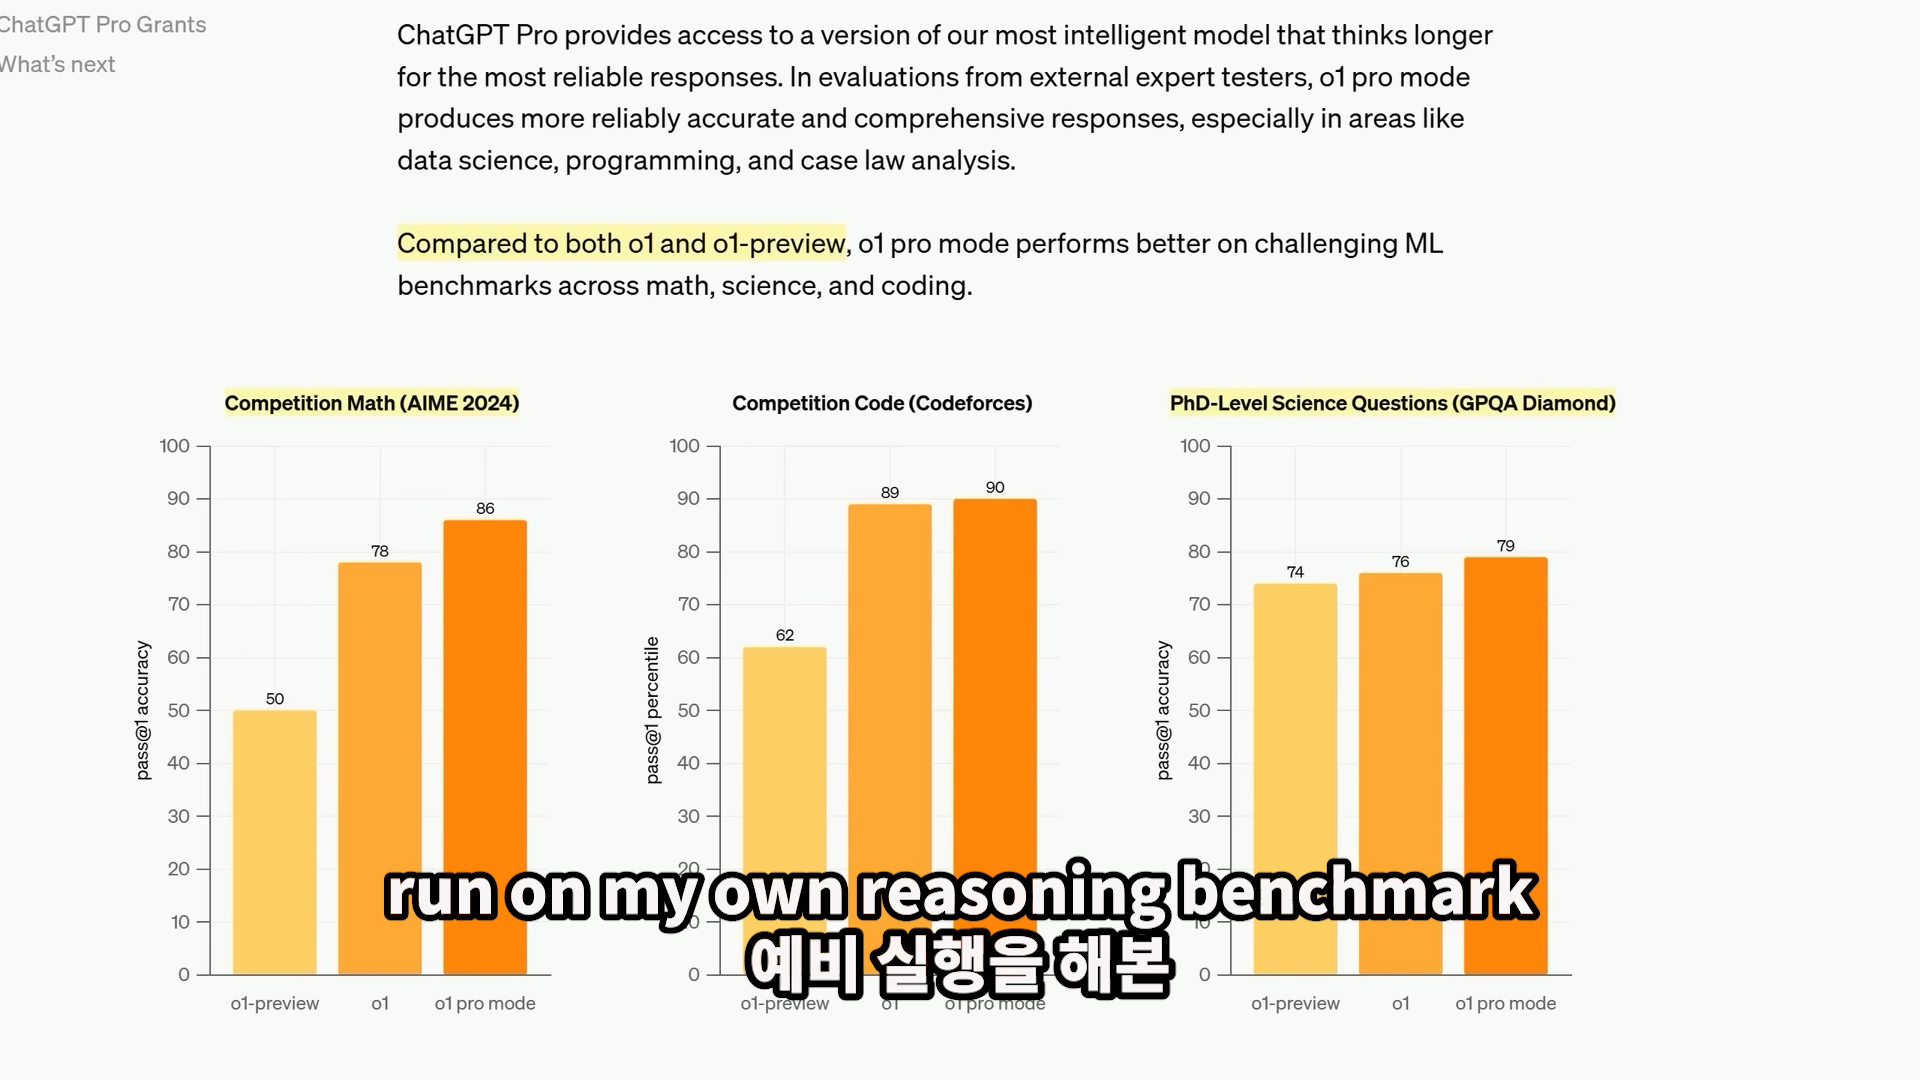 ChatGPT Pro Grants
What's next
ChatGPT Pro provides access to a version of our most intelligent model that thinks longer
for the most reliable responses. In evaluations from external expert testers, o1 pro mode
produces more reliably accurate and comprehensive responses, especially in areas like
data science, programming, and case law analysis.
Compared to both o1 and o1-preview, o1 pro mode performs better on challenging ML
benchmarks across math, science, and coding.
Competition Math (AIME 2024)
100
90
80
70
60
50
40
30
20
10
0
pass@1 accuracy
50
78
86
o1-preview
o1
o1 pro mode
Competition Code (Codeforces)
100
90
80
70
60
50
40
30
20
0
pass@1 percentile
62
89
90
o1-preview
o1
o1 pro mode
PhD-Level Science Questions (GPQA Diamond)
100
90
80
70
60
50
40
30
10
0
pass@1 accuracy
74
76
79
o1-preview
o1
o1 pro mode
run on my own reasoning benchmark
예비 실행을 해본